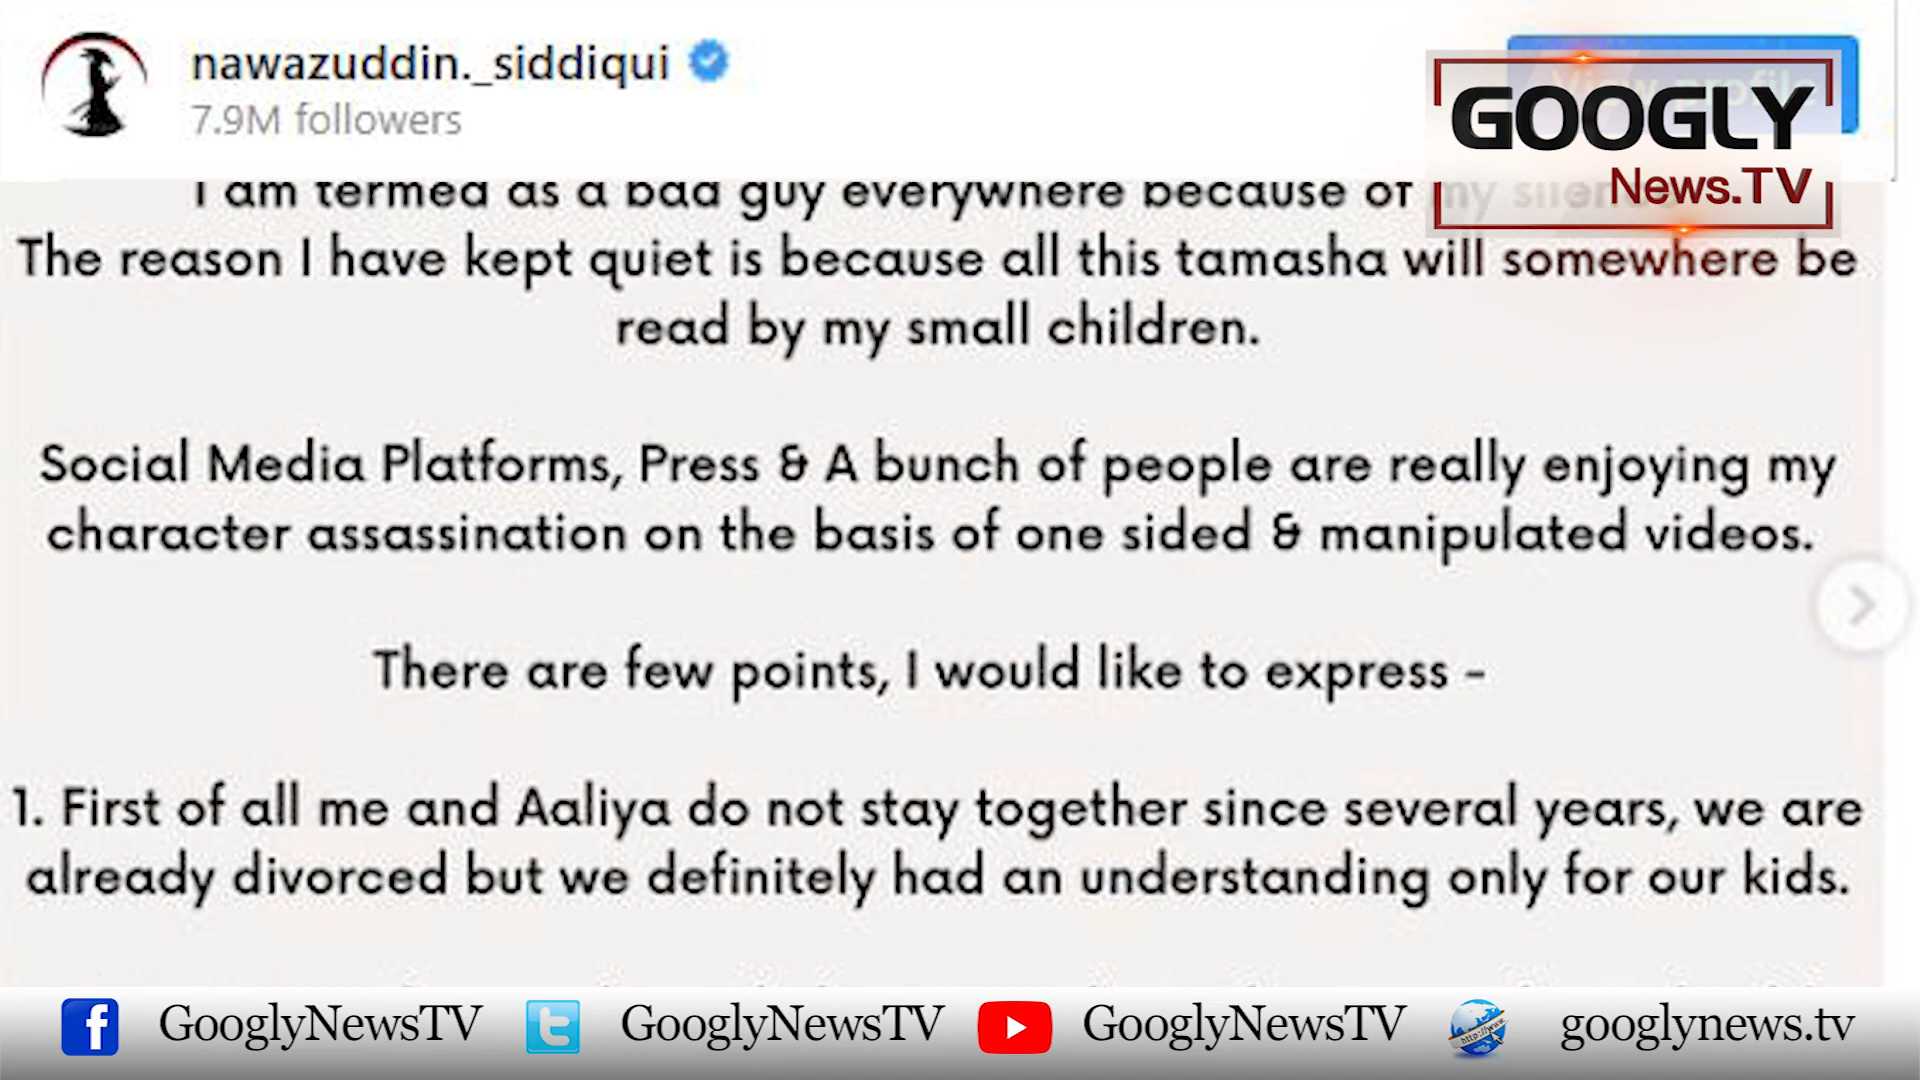 nawazuddin._siddiqui
7.9M followers
GOOGLY
News.TV
I am termed as a bad guy everywhere because of my
The reason I have kept quiet is because all this tamasha will somewhere be
read by my small children.
Social Media Platforms, Press & A bunch of people are really enjoying my
character assassination on the basis of one sided & manipulated videos.
There are few points, I would like to express -
1. First of all me and Aaliya do not stay together since several years, we are
already divorced but we definitely had an understanding only for our kids.
GooglyNewsTV GooglyNewsTV GooglyNewsTV googlynews.tv